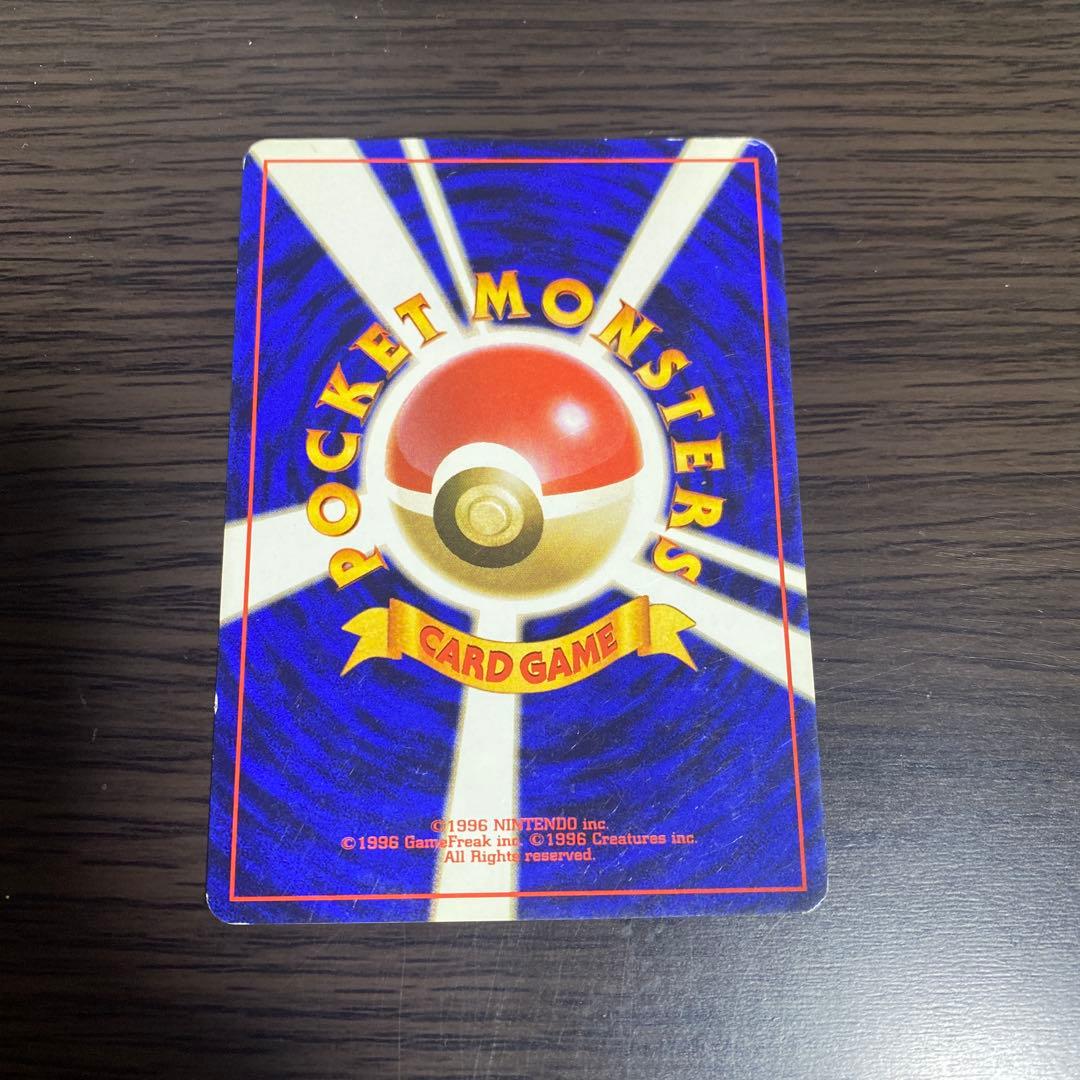 POCKET MONSTERS
CARD GAME
©1996 NINTENDO inc.
©1996 GameFreak inc. ©1996 Creatures inc.
All Rights reserved.